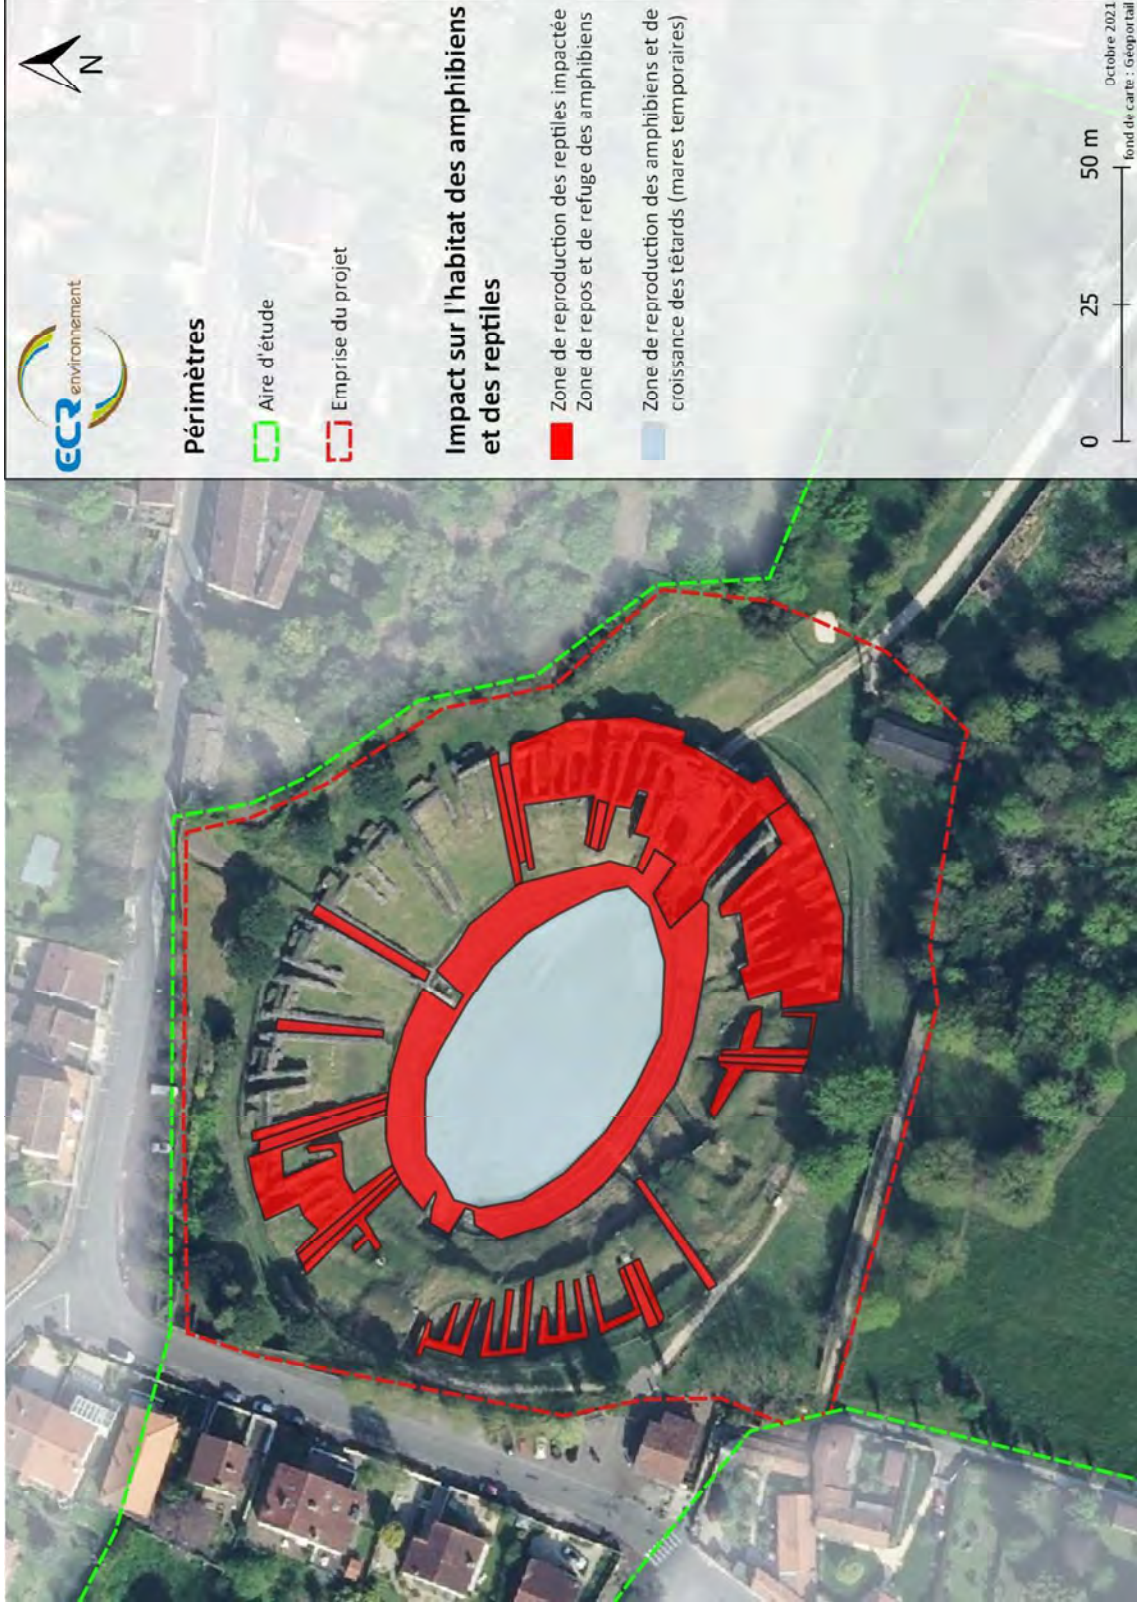 N
ECR environnement
Périmètres
Aire d'étude
Emprise du projet
Impact sur l'habitat des amphibiens
et des reptiles
Zone de reproduction des reptiles impactée
Zone de repos et de refuge des amphibiens
Zone de reproduction des amphibiens et de
croissance des têtards (mares temporaires)
0 25 50 m
Octobre 2021
fond de carte : Géoportail